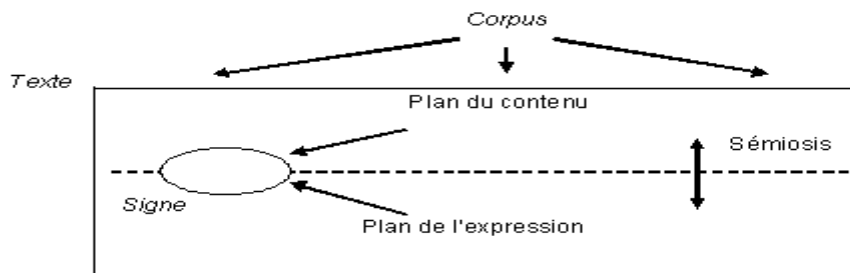 Corpus
Texte
Plan du contenu
Sémiosis
Signe
Plan de l'expression